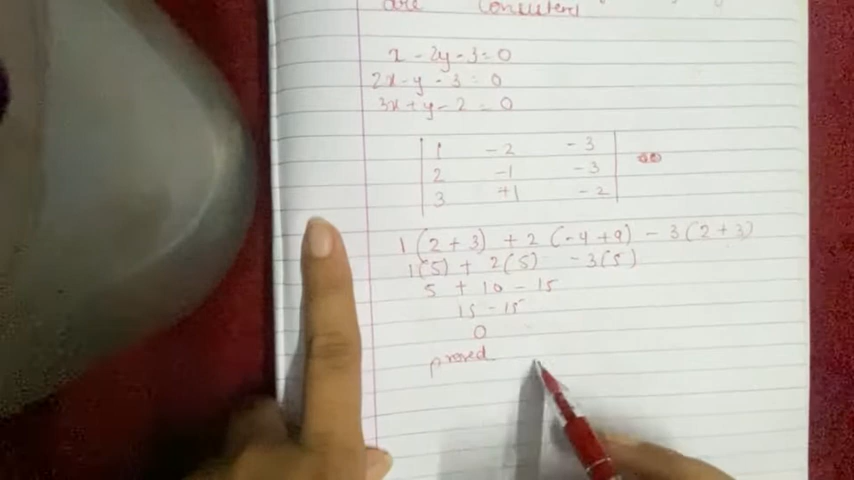 are consistent
x - 2y - 3 = 0
2x - y - 3 = 0
3x + y - 2 = 0
1 -2 -3
2 -1 -3
3 +1 -2
1 (2 + 3) + 2 (-4 + 9) - 3 (2 + 3)
1(5) + 2(5) - 3(5)
5 + 10 - 15
15 - 15
0
proved